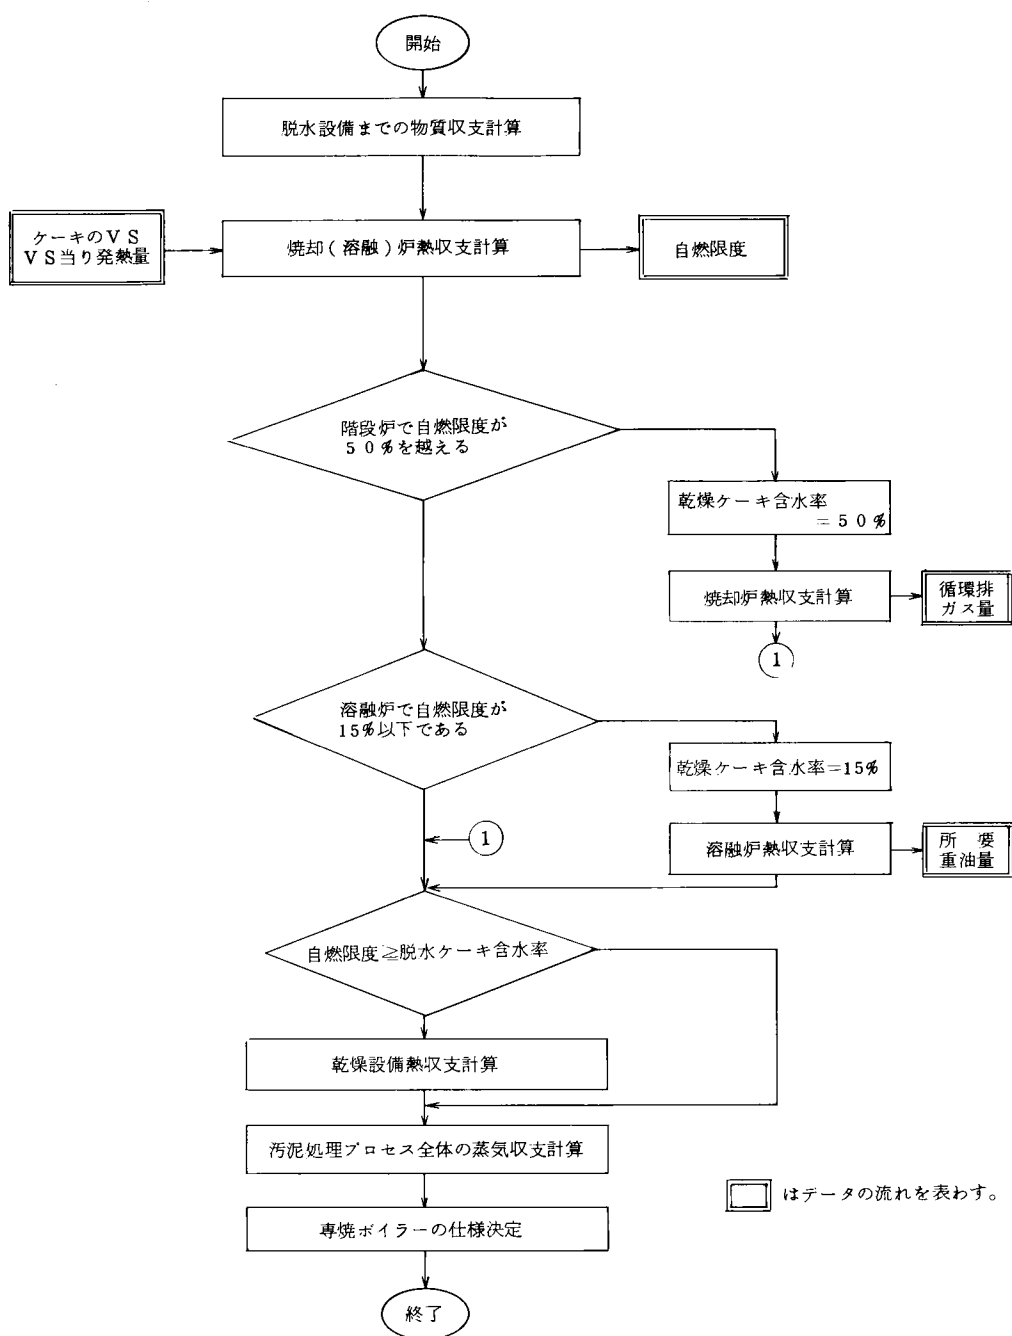 開始
脱水設備までの物質収支計算
ケーキのVS
VS当り発熱量
焼却(溶融)炉熱収支計算
自燃限度
階段炉で自燃限度が
50%を越える
乾燥ケーキ含水率
=50%
焼却炉熱収支計算
循環排
ガス量
1
溶融炉で自燃限度が
15%以下である
乾燥ケーキ含水率=15%
1
溶融炉熱収支計算
所要
重油量
自燃限度≧脱水ケーキ含水率
乾燥設備熱収支計算
汚泥処理プロセス全体の蒸気収支計算
はデータの流れを表わす。
専焼ボイラーの仕様決定
終了